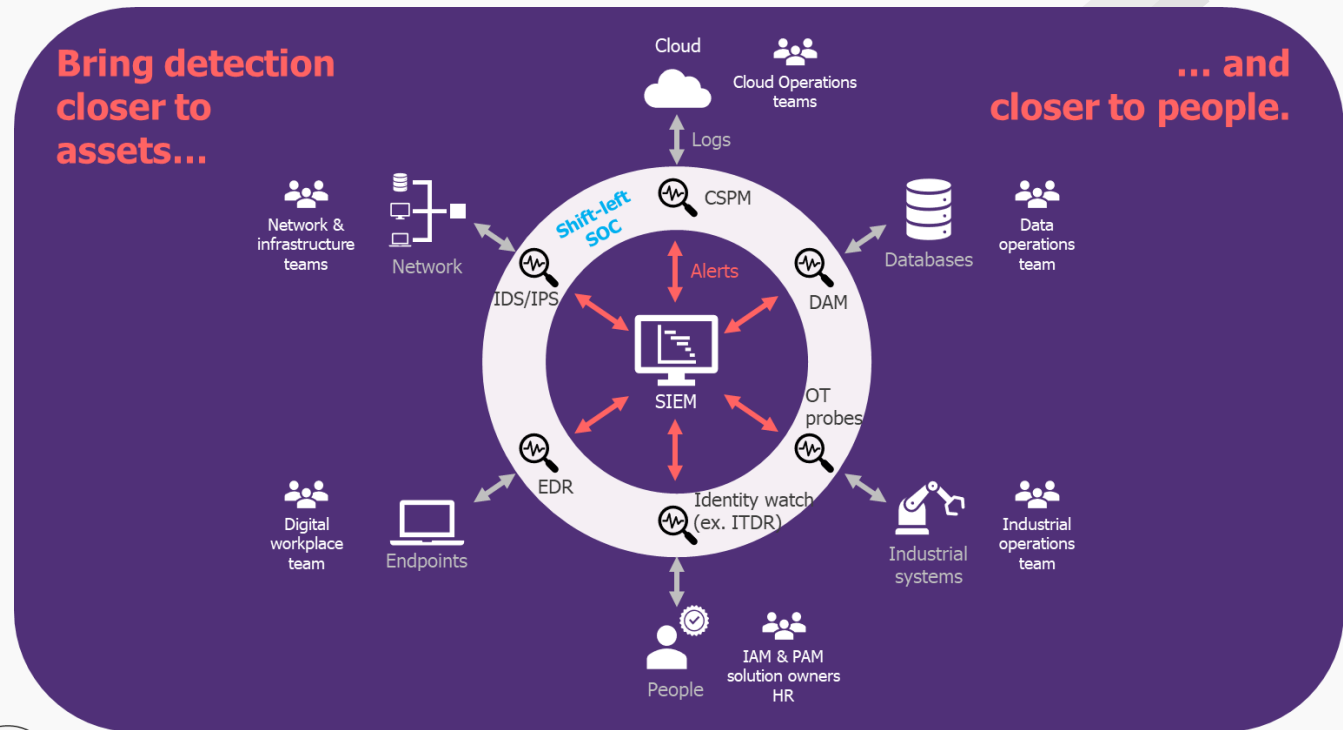 Bring detection
closer to
assets...
... and
closer to people.
Cloud
Cloud Operations
teams
Logs
Shift-left
SOC
CSPM
Network &
infrastructure
teams
Network
IDS/IPS
Alerts
DAM
Databases
Data
operations
team
SIEM
OT
probes
EDR
Identity watch
(ex. ITDR)
Digital
workplace
team
Endpoints
Industrial
systems
Industrial
operations
team
People
IAM & PAM
solution owners
HR